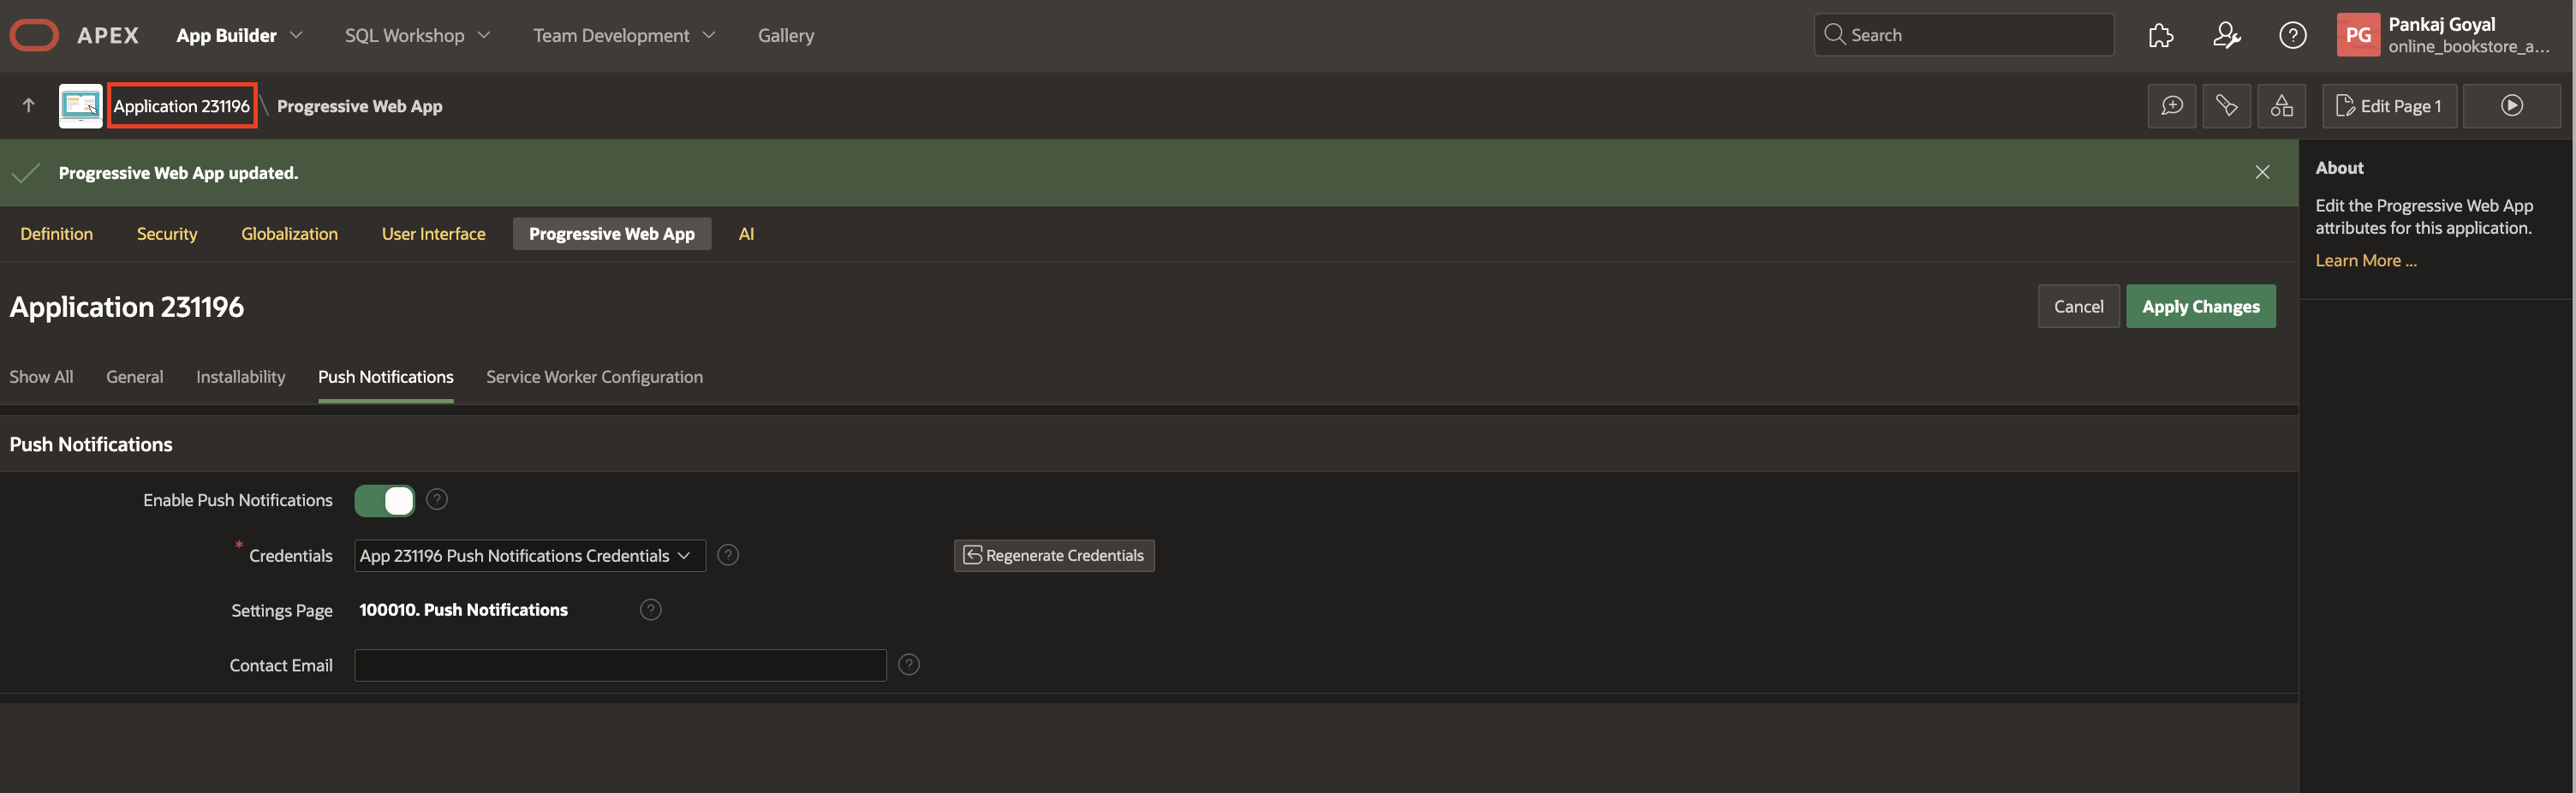 APEX App Builder SQL Workshop Team Development Gallery Search PG Pankaj Goyal
online_bookstore_a...
Application 231196 \ Progressive Web App Edit Page 1
Progressive Web App updated.
About
Edit the Progressive Web App
attributes for this application.
Learn More ...
Definition Security Globalization User Interface Progressive Web App AI
Application 231196 Cancel Apply Changes
Show All General Installability Push Notifications Service Worker Configuration
Push Notifications
Enable Push Notifications ?
* Credentials App 231196 Push Notifications Credentials ? Regenerate Credentials
Settings Page 100010. Push Notifications ?
Contact Email ?